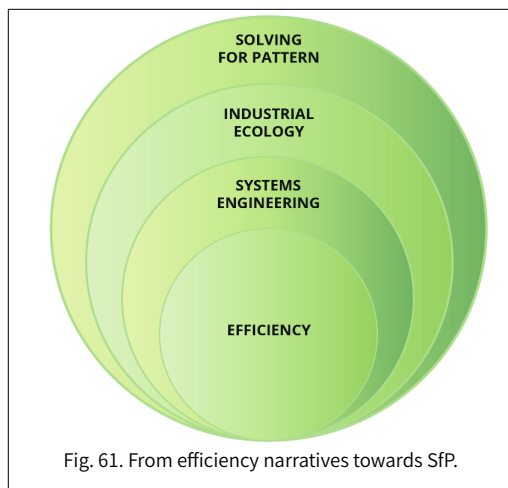 SOLVING
FOR PATTERN
INDUSTRIAL
ECOLOGY
SYSTEMS
ENGINEERING
EFFICIENCY
Fig. 61. From efficiency narratives towards SfP.